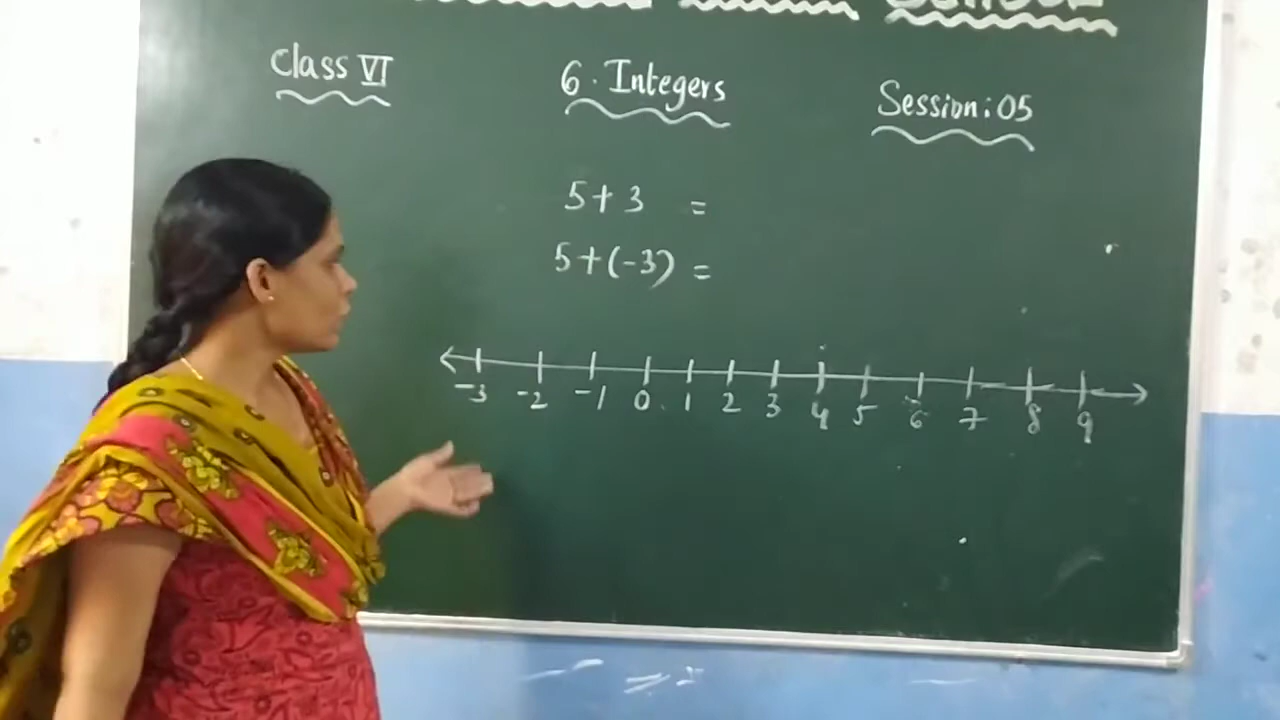 Class VI
6. Integers
Session: 05
5+3 =
5+(-3) =
-3 -2 -1 0 1 2 3 4 5 6 7 8 9